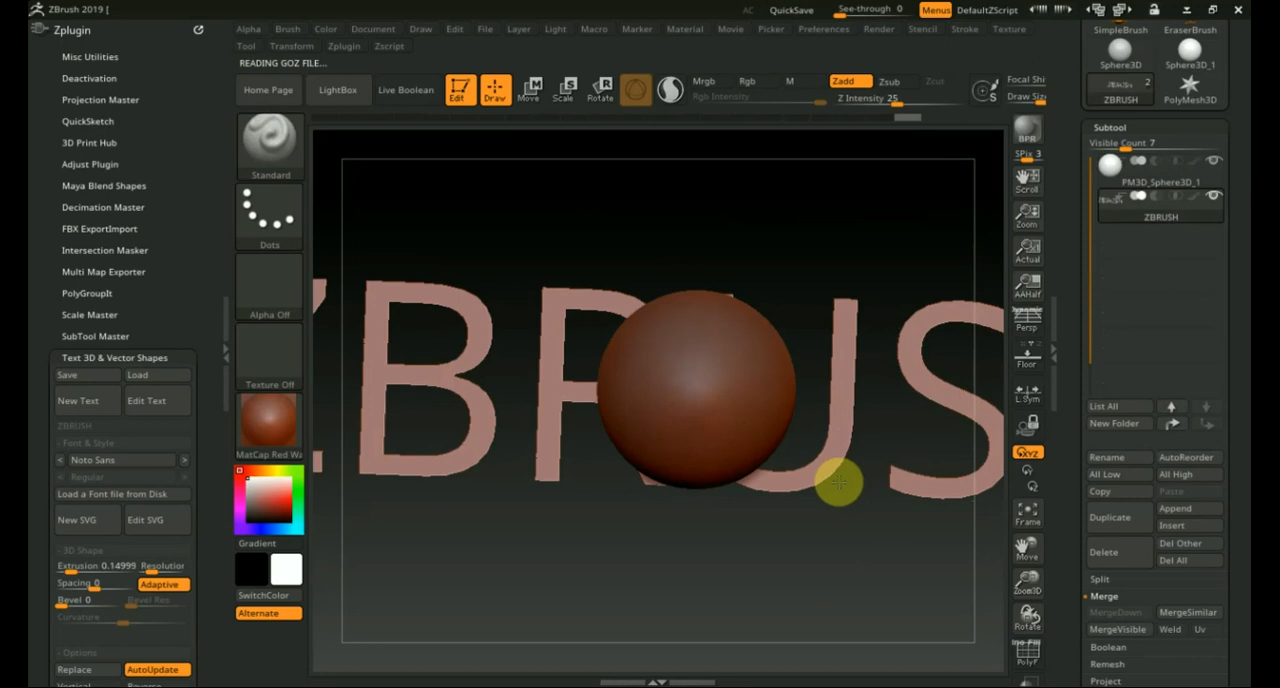 ZBrush 2019 [
AC QuickSave See-through 0 Menus DefaultZScript
Zplugin
Alpha Brush Color Document Draw Edit File Layer Light Macro Marker Material Movie Picker Preferences Render Stencil Stroke Texture
Tool Transform Zplugin Zscript
READING GOZ FILE...
Home Page LightBox Live Boolean Edit Draw Move Scale Rotate
Mrgb Rgb M Zadd Zsub Zcut Focal Shi
Rgb Intensity Z Intensity 25 Draw Siz
Misc Utilities
Deactivation
Projection Master
QuickSketch
3D Print Hub
Adjust Plugin
Maya Blend Shapes
Decimation Master
FBX ExportImport
Intersection Masker
Multi Map Exporter
PolyGroupIt
Scale Master
SubTool Master
Text 3D & Vector Shapes
Save Load
New Text Edit Text
ZBRUSH
Font & Style
< Noto Sans >
< Regular >
Load a Font file from Disk
New SVG Edit SVG
3D Shape
Extrusion 0.14999 Resolution
Spacing 0 Adaptive
Bevel 0 Bevel Res
Curvature
Options
Replace AutoUpdate
Vertical Reverse
Standard
Dots
Alpha Off
Texture Off
MatCap Red Wa
Gradient
SwitchColor
Alternate
BPR
SPix 3
Scroll
Zoom
Actual
AAHalf
Dynamic
Persp
Floor
L.Sym
XYZ
Frame
Move
Zoom3D
Rotate
PolyF
SimpleBrush EraserBrush
Sphere3D Sphere3D_1
2
ZBRUSH PolyMesh3D
Subtool
Visible Count 7
PM3D_Sphere3D_1
ZBRUSH
List All
New Folder
Rename AutoReorder
All Low All High
Copy Paste
Duplicate Append
Insert
Delete Del Other
Del All
Split
Merge
MergeDown MergeSimilar
MergeVisible Weld Uv
Boolean
Remesh
Project